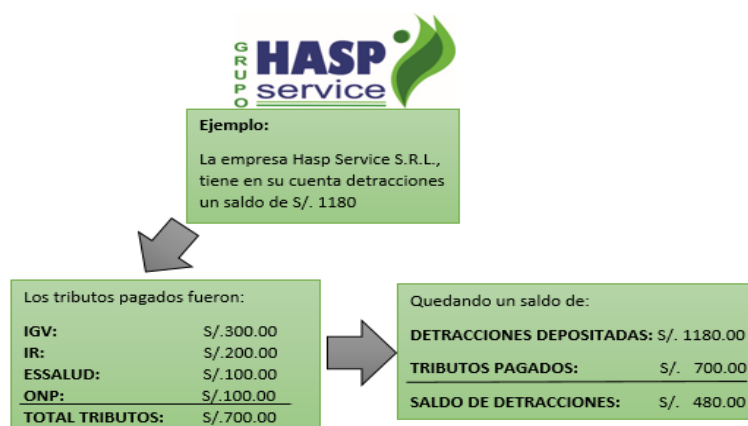 GRUPO
HASP
service
Ejemplo:
La empresa Hasp Service S.R.L.,
tiene en su cuenta detracciones
un saldo de S/. 1180
Los tributos pagados fueron:
IGV: S/.300.00
IR: S/.200.00
ESSALUD: S/.100.00
ONP: S/.100.00
TOTAL TRIBUTOS: S/.700.00
Quedando un saldo de:
DETRACCIONES DEPOSITADAS: S/. 1180.00
TRIBUTOS PAGADOS: S/. 700.00
SALDO DE DETRACCIONES: S/. 480.00